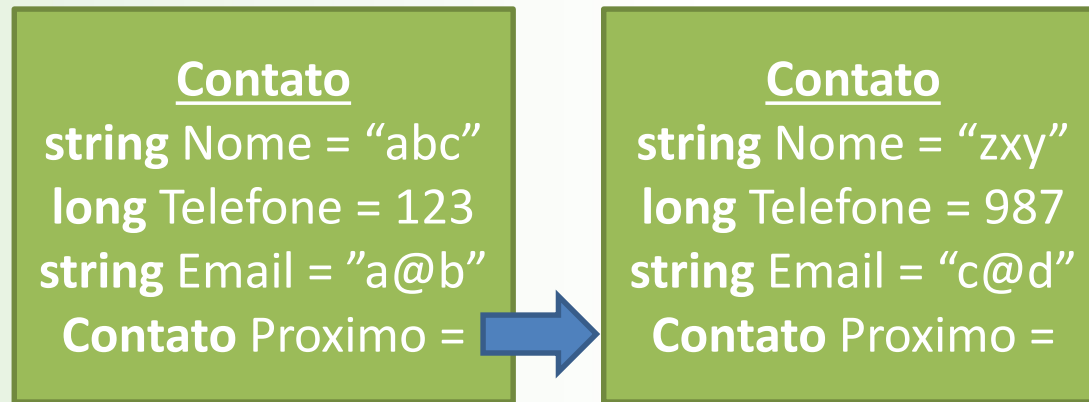 Contato
string Nome = “abc”
long Telefone = 123
string Email = ”a@b”
Contato Proximo =
Contato
string Nome = “zxy”
long Telefone = 987
string Email = “c@d”
Contato Proximo =